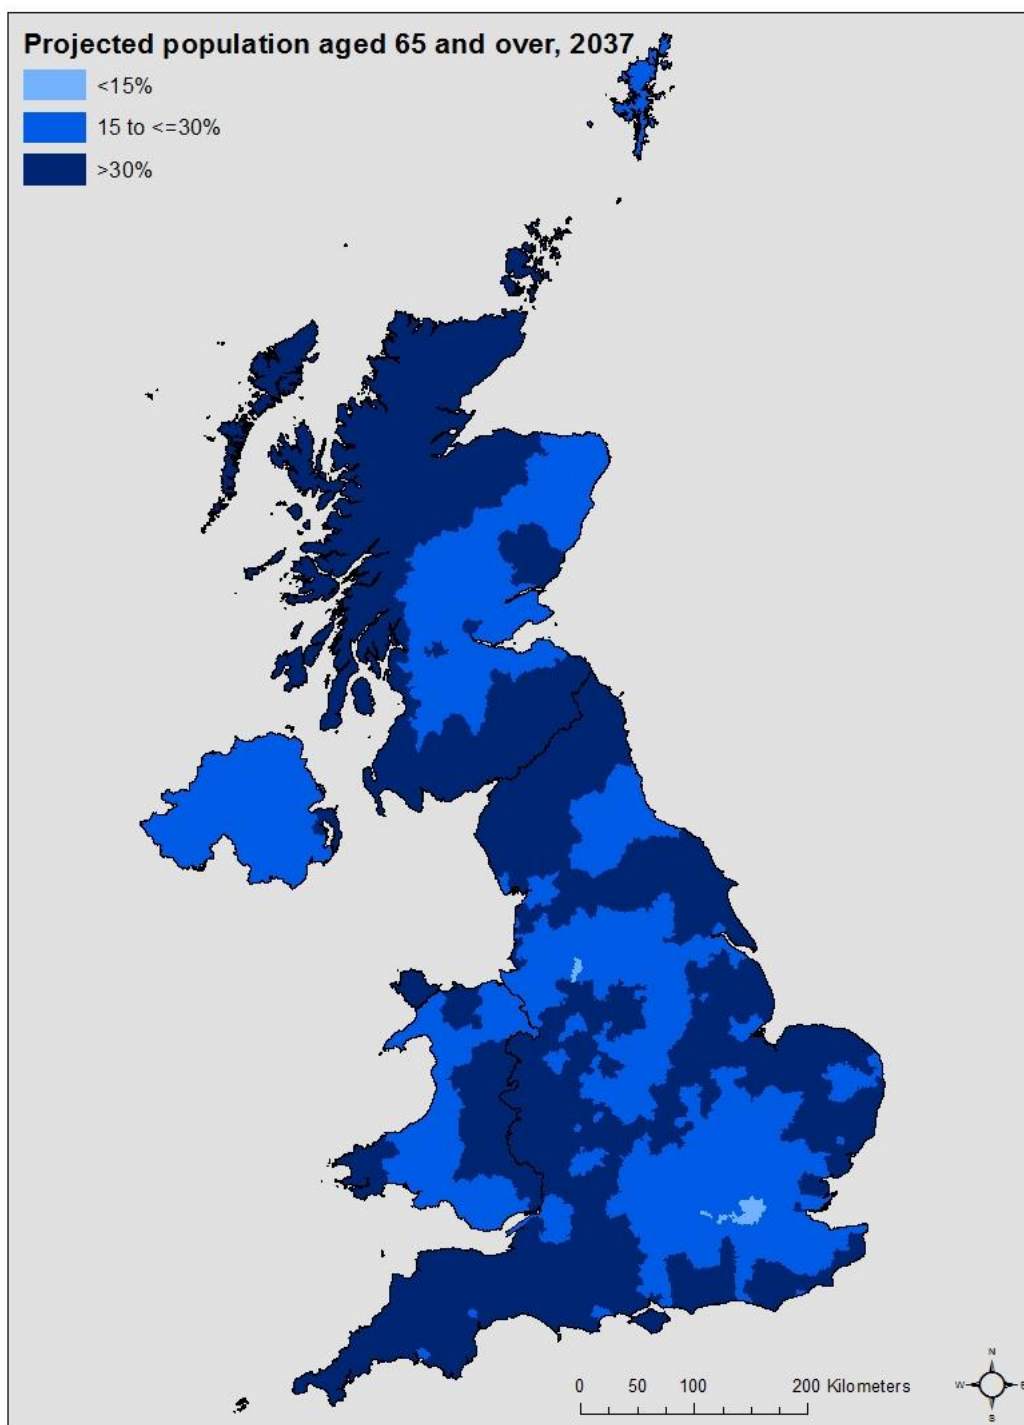 Projected population aged 65 and over, 2037
<15%
15 to <=30%
>30%
0 50 100 200 Kilometers
N
W E
S